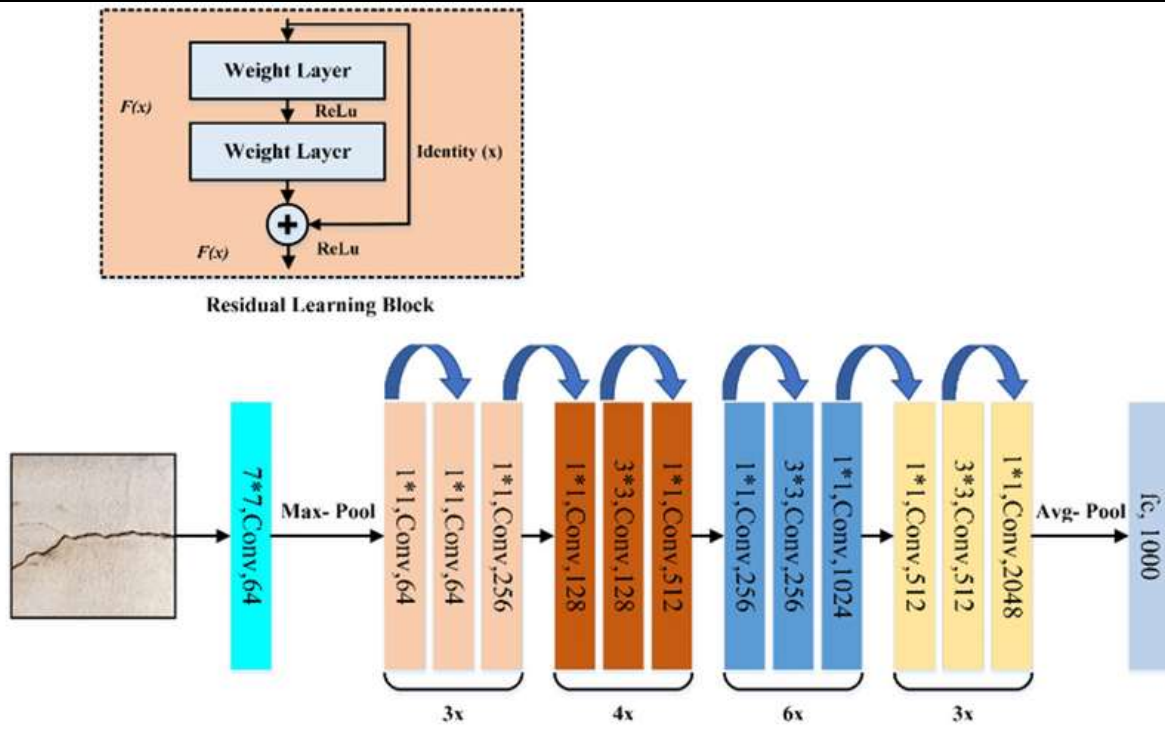 Weight Layer
F(x)
ReLu
Weight Layer
Identity (x)
+
F(x)
ReLu
Residual Learning Block
7*7,Conv,64
Max- Pool
1*1,Conv,64
1*1,Conv,64
1*1,Conv,256
1*1,Conv,128
3*3,Conv,128
1*1,Conv,512
1*1,Conv,256
3*3,Conv,256
1*1,Conv,1024
1*1,Conv,512
3*3,Conv,512
1*1,Conv,2048
Avg- Pool
fc, 1000
3x
4x
6x
3x